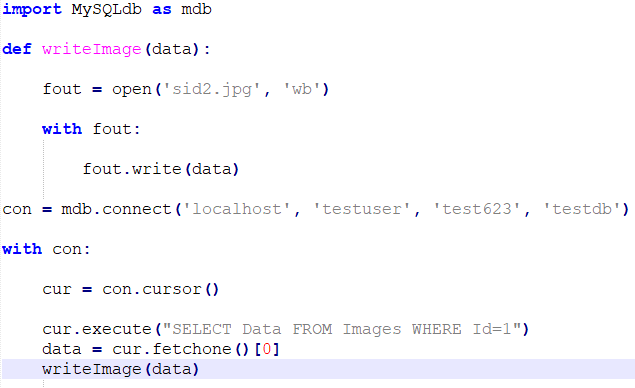 import MySQLdb as mdb
def writeImage(data):
    fout = open('sid2.jpg', 'wb')
    with fout:
        fout.write(data)
con = mdb.connect('localhost', 'testuser', 'test623', 'testdb')
with con:
    cur = con.cursor()
    cur.execute("SELECT Data FROM Images WHERE Id=1")
    data = cur.fetchone()[0]
    writeImage(data)